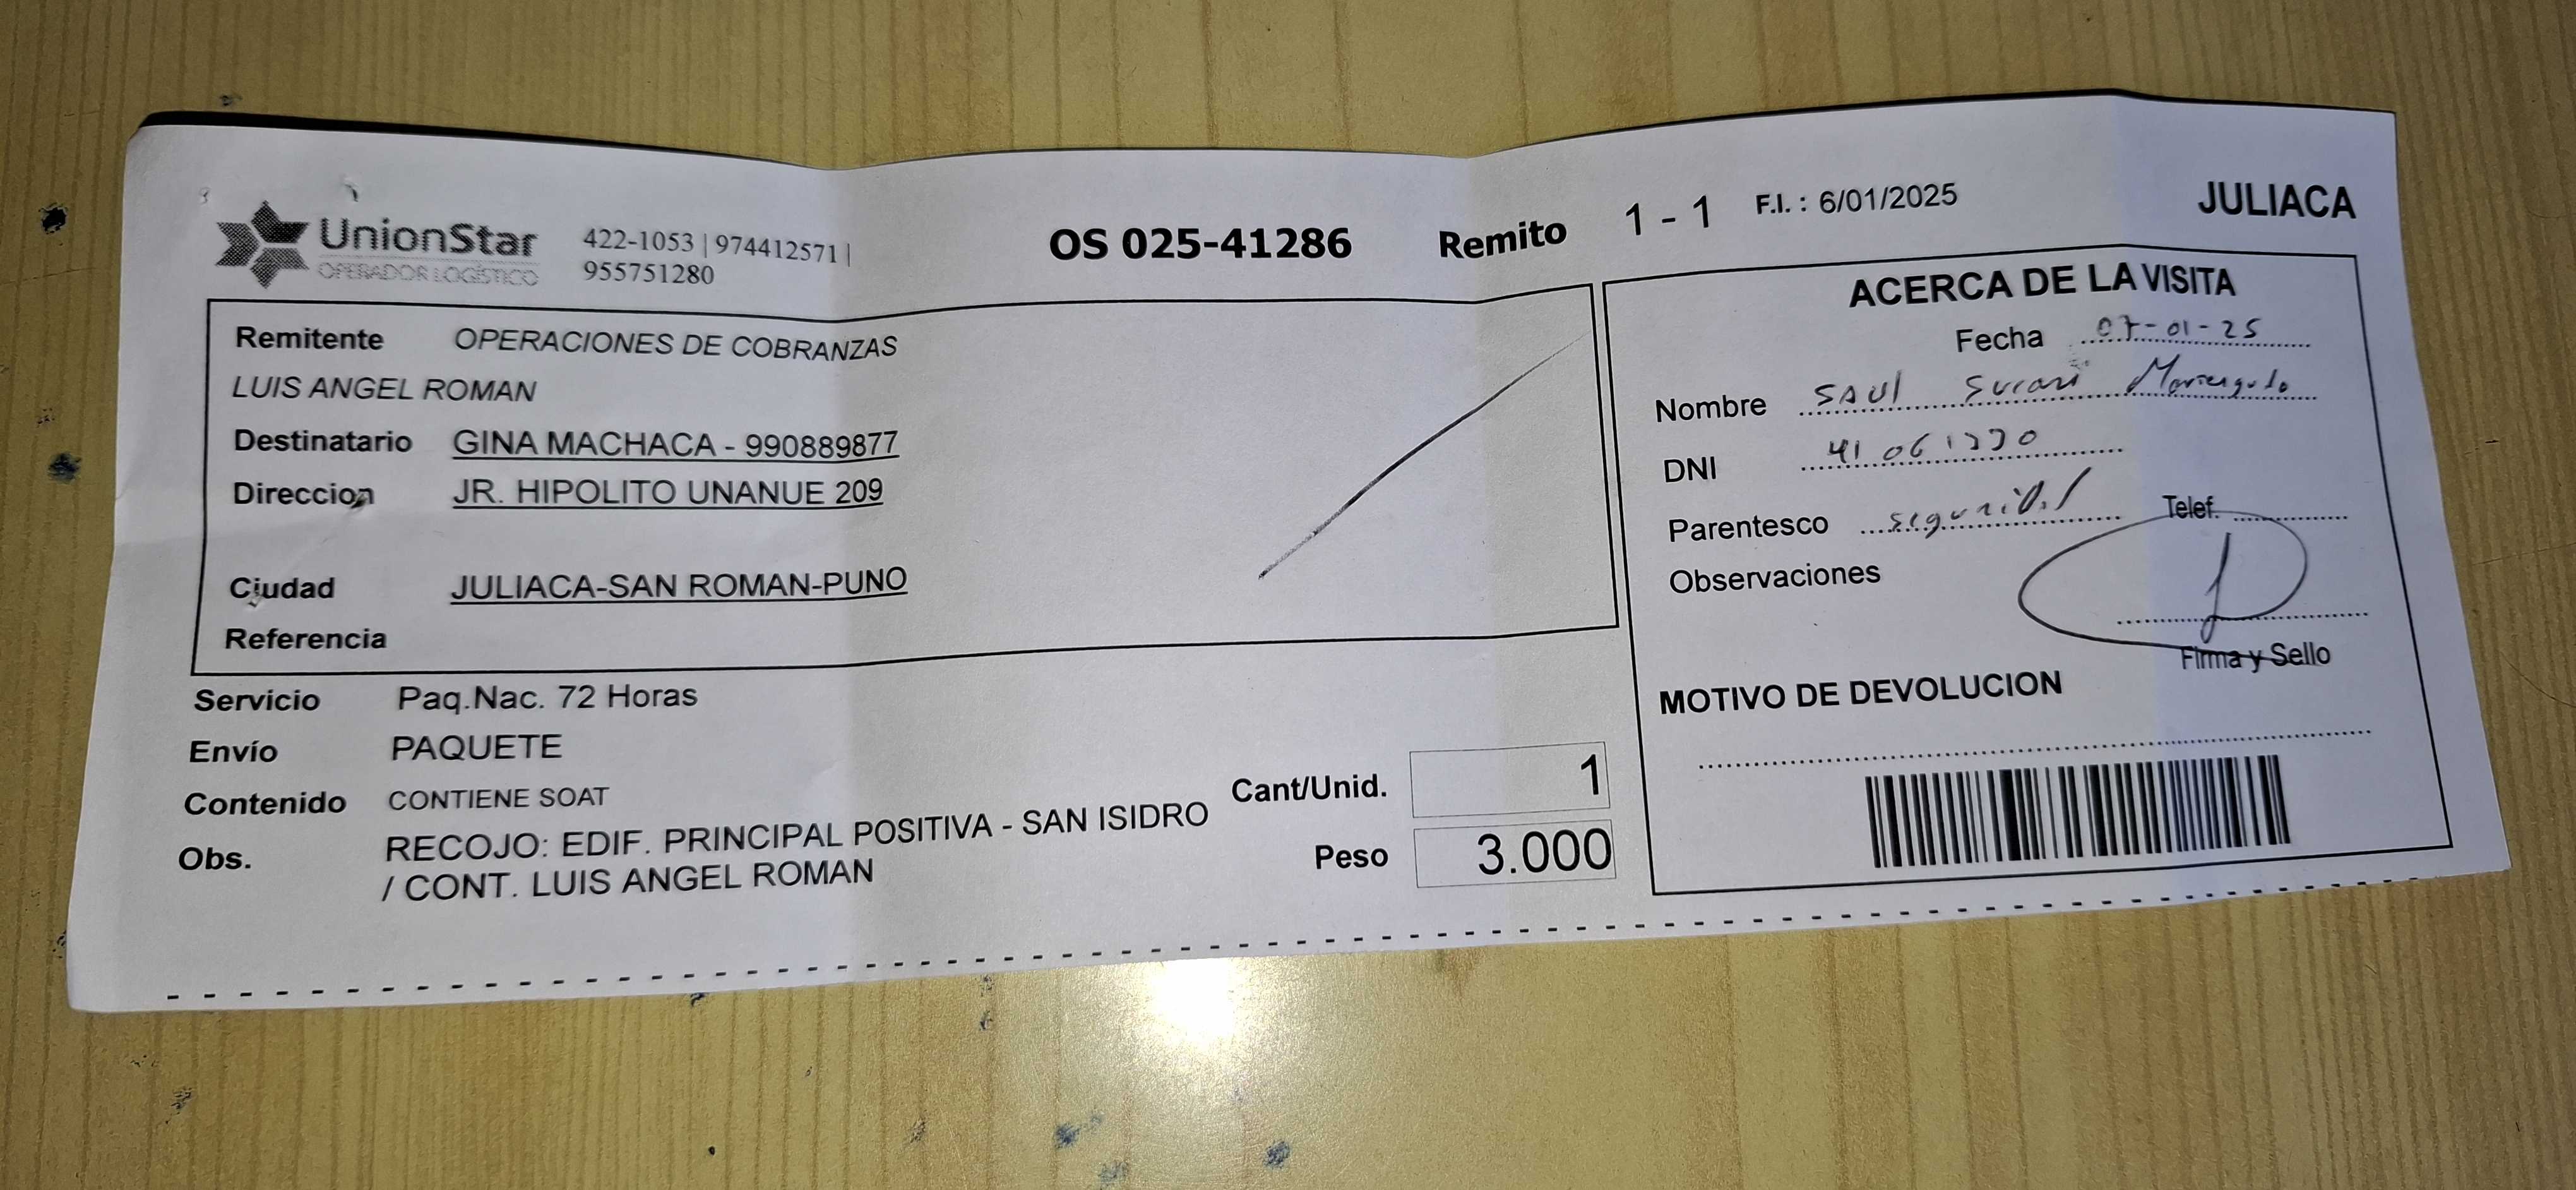 UnionStar
OPERADOR LOGÍSTICO
422-1053 | 974412571 |
955751280
OS 025-41286 Remito 1 - 1 F.I. : 6/01/2025 JULIACA
Remitente OPERACIONES DE COBRANZAS
LUIS ANGEL ROMAN
Destinatario GINA MACHACA - 990889877
Direccion JR. HIPOLITO UNANUE 209
Ciudad JULIACA-SAN ROMAN-PUNO
Referencia
Servicio Paq.Nac. 72 Horas
Envío PAQUETE
Contenido CONTIENE SOAT
Obs. RECOJO: EDIF. PRINCIPAL POSITIVA - SAN ISIDRO
/ CONT. LUIS ANGEL ROMAN
Cant/Unid. 1
Peso 3.000
ACERCA DE LA VISITA
Fecha 07-01-25
Nombre SAUl Sucari
DNI
Parentesco Telef.
Observaciones
Firma y Sello
MOTIVO DE DEVOLUCION